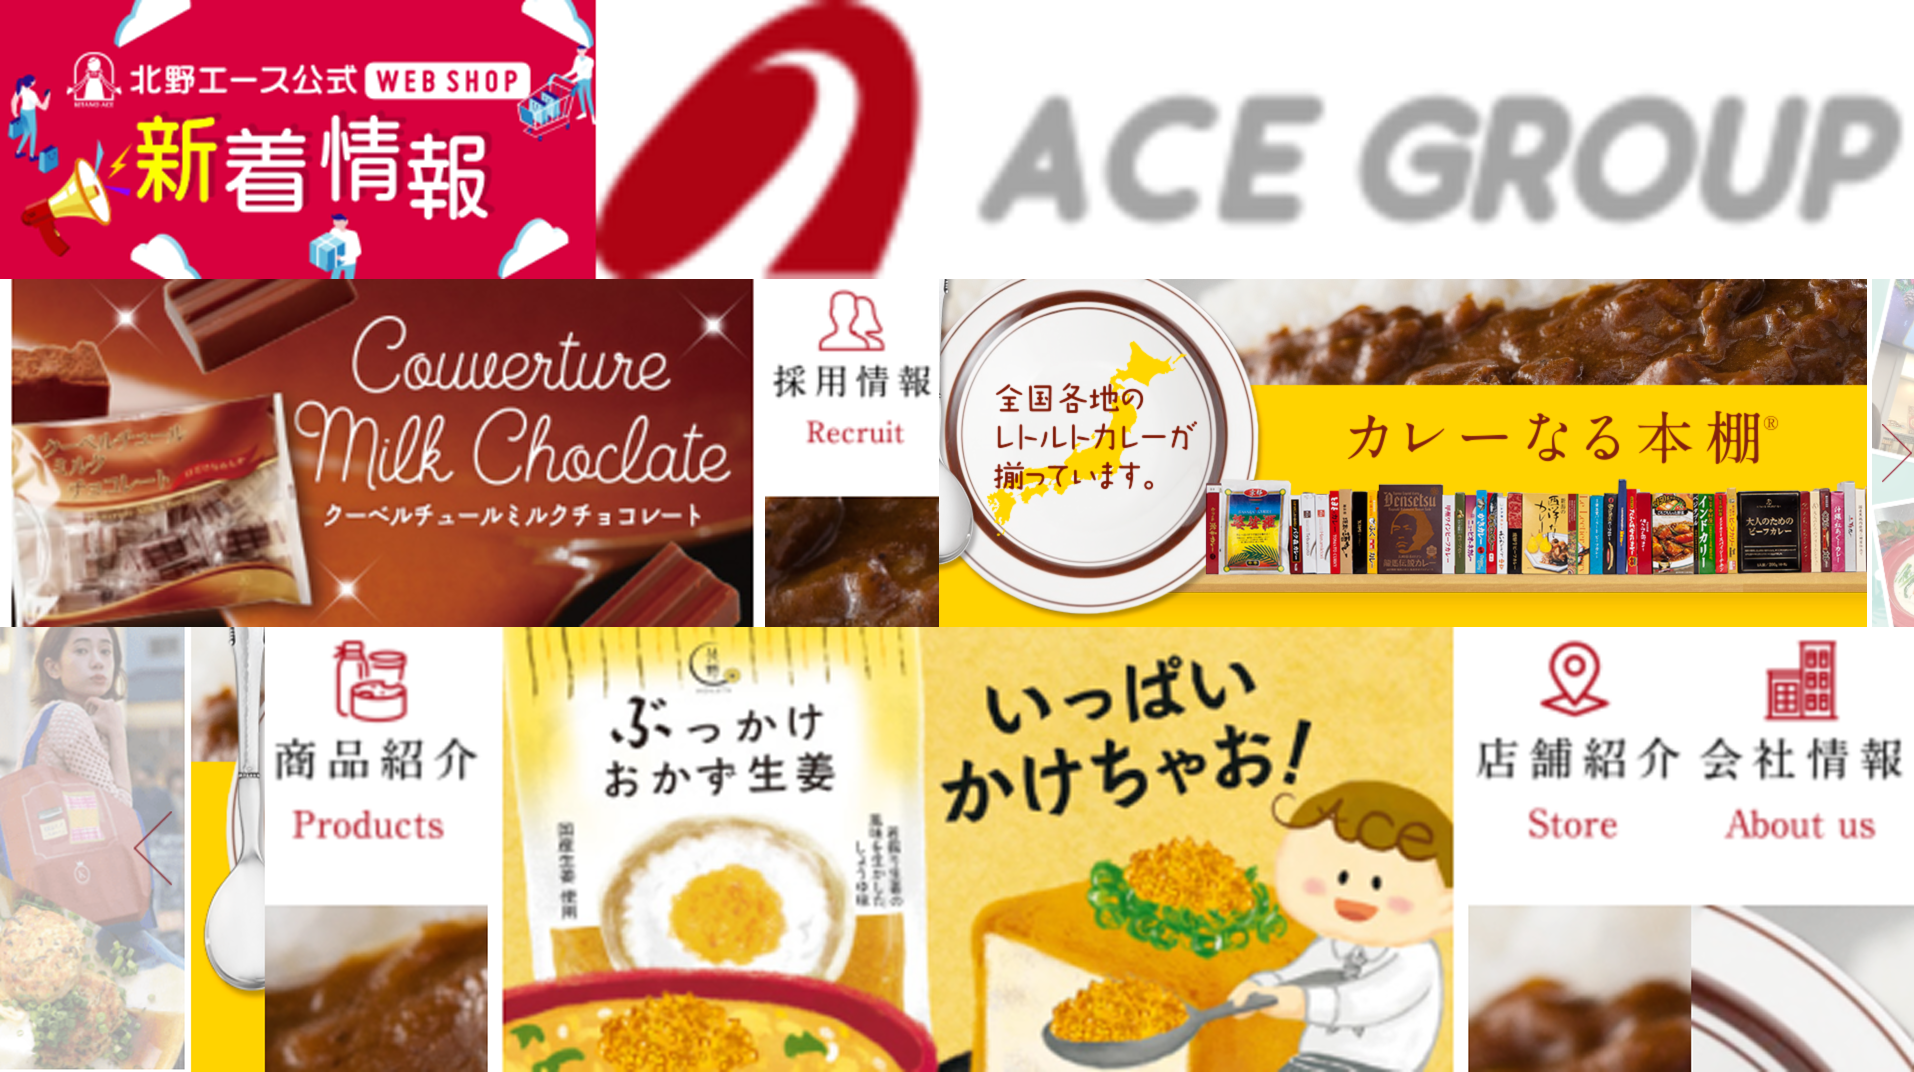 北野エース公式 WEB SHOP
新着情報
ACE GROUP
Couverture
Milk Choclate
クーベルチュールミルクチョコレート
クーベルチュール
ミルク
チョコレート
採用情報
Recruit
全国各地の
レトルトカレーが
揃っています。
カレーなる本棚®
Densetsu
インドカリー
大人のための
ビーフカレー
商品紹介
Products
ぶっかけ
おかず生姜
国産生姜使用
いっぱい
かけちゃお!
Ace
店舗紹介
Store
会社情報
About us